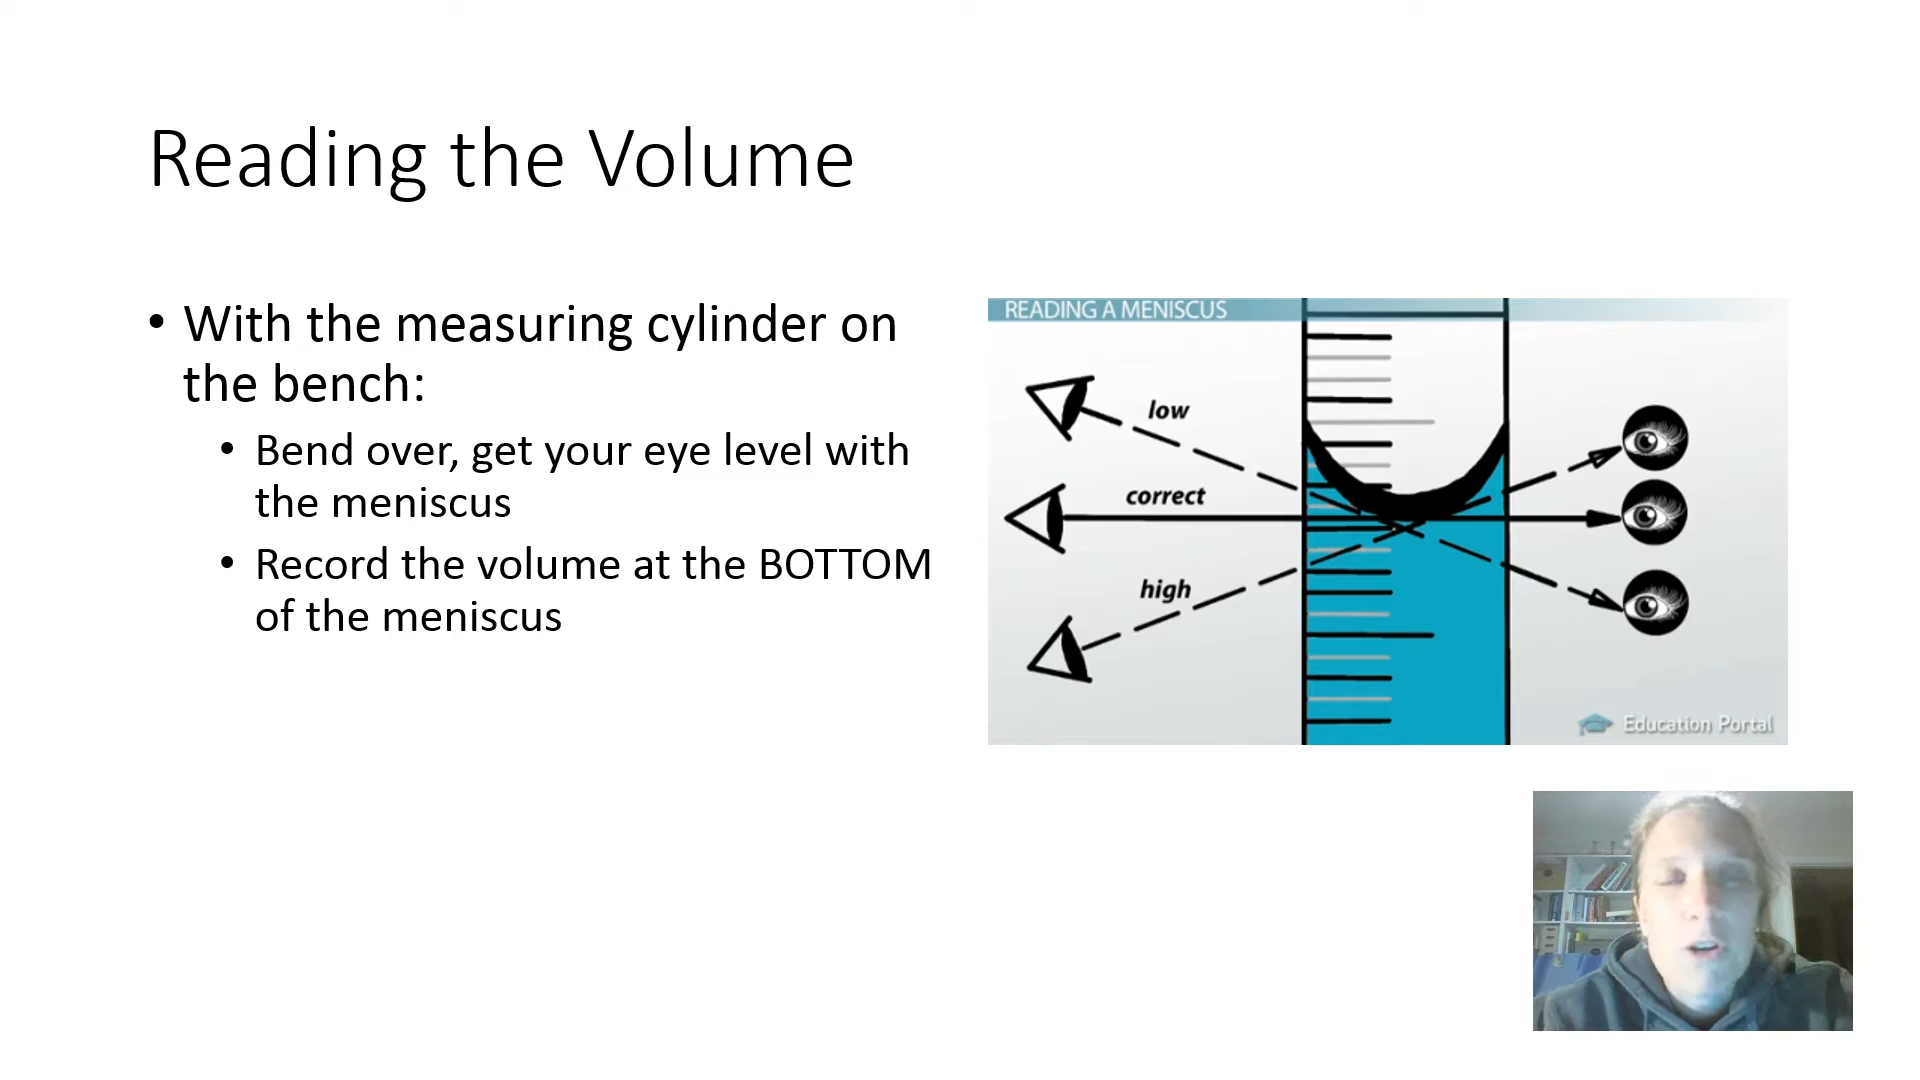 Reading the Volume
• With the measuring cylinder on
the bench:
• Bend over, get your eye level with
the meniscus
• Record the volume at the BOTTOM
of the meniscus
READING A MENISCUS
low
correct
high
Education Portal